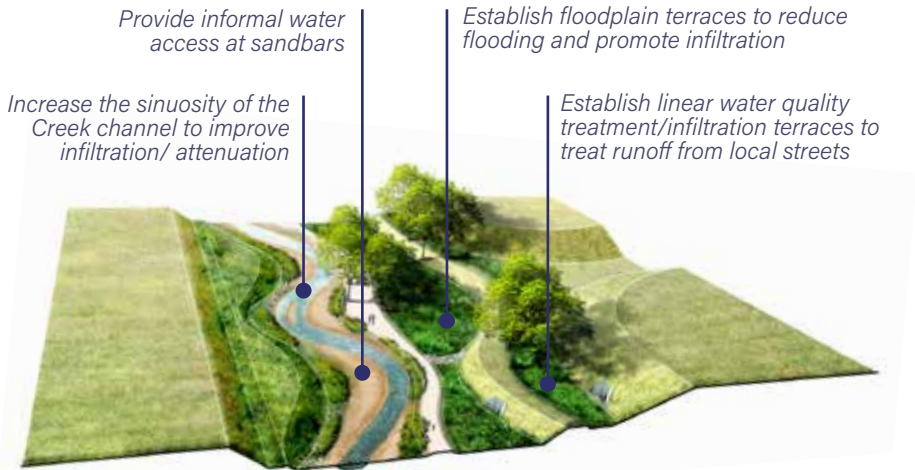 Provide informal water
access at sandbars
Establish floodplain terraces to reduce
flooding and promote infiltration
Increase the sinuosity of the
Creek channel to improve
infiltration/ attenuation
Establish linear water quality
treatment/infiltration terraces to
treat runoff from local streets